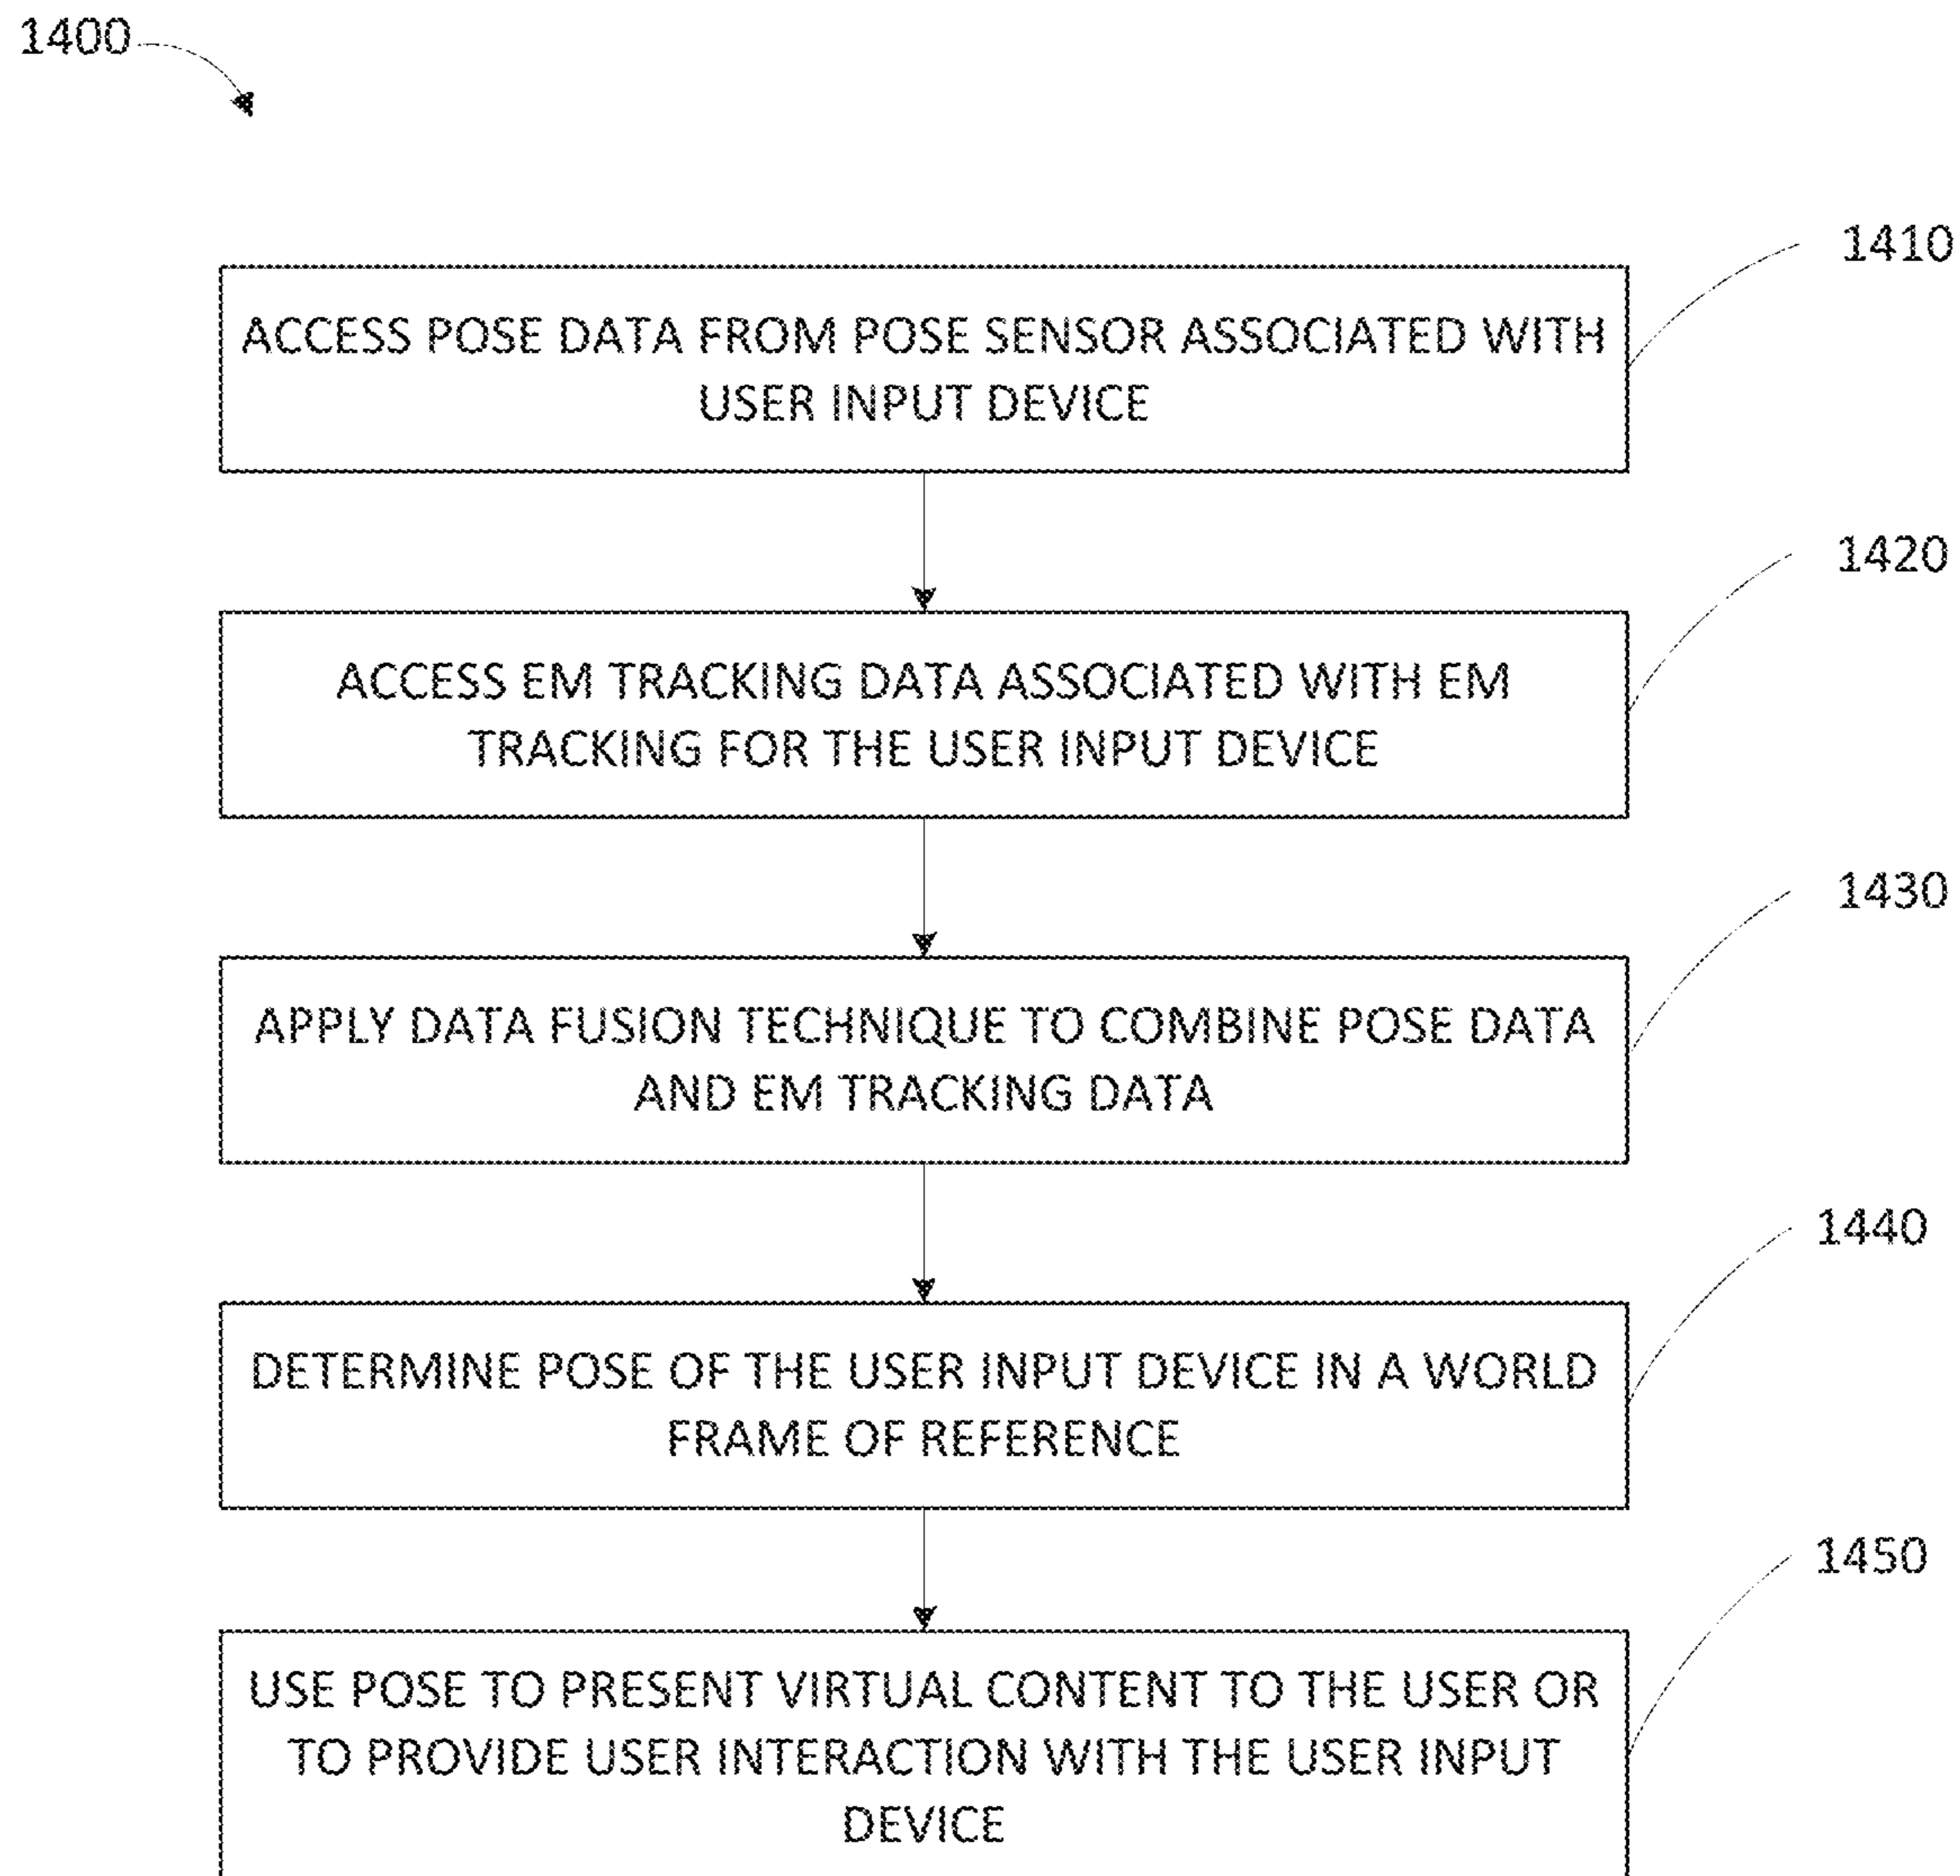 1400
1410
ACCESS POSE DATA FROM POSE SENSOR ASSOCIATED WITH
USER INPUT DEVICE
1420
ACCESS EM TRACKING DATA ASSOCIATED WITH EM
TRACKING FOR THE USER INPUT DEVICE
1430
APPLY DATA FUSION TECHNIQUE TO COMBINE POSE DATA
AND EM TRACKING DATA
1440
DETERMINE POSE OF THE USER INPUT DEVICE IN A WORLD
FRAME OF REFERENCE
1450
USE POSE TO PRESENT VIRTUAL CONTENT TO THE USER OR
TO PROVIDE USER INTERACTION WITH THE USER INPUT
DEVICE